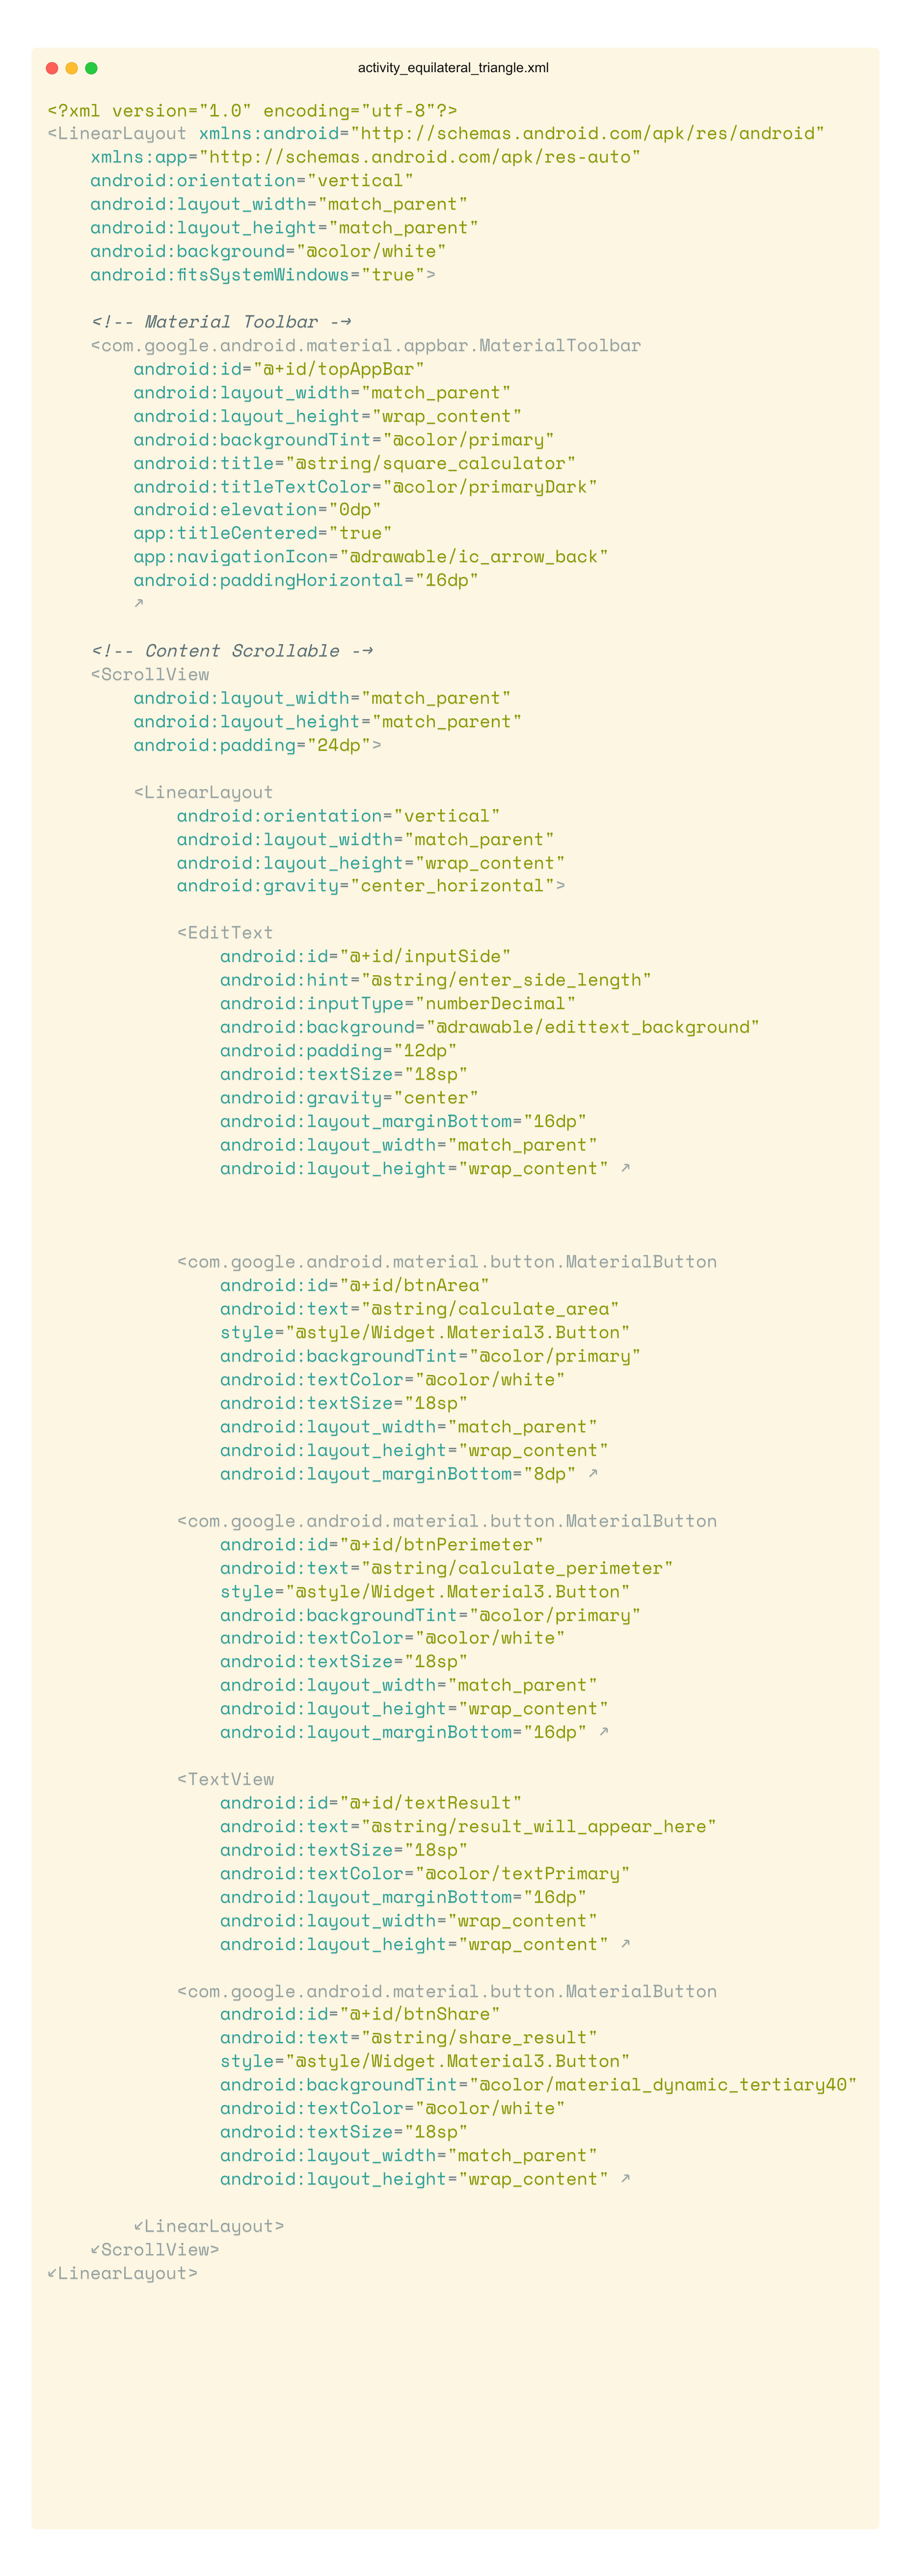 activity_equilateral_triangle.xml
<?xml version="1.0" encoding="utf-8"?>
<LinearLayout xmlns:android="http://schemas.android.com/apk/res/android"
    xmlns:app="http://schemas.android.com/apk/res-auto"
    android:orientation="vertical"
    android:layout_width="match_parent"
    android:layout_height="match_parent"
    android:background="@color/white"
    android:fitsSystemWindows="true">

    <!-- Material Toolbar -->
    <com.google.android.material.appbar.MaterialToolbar
        android:id="@+id/topAppBar"
        android:layout_width="match_parent"
        android:layout_height="wrap_content"
        android:backgroundTint="@color/primary"
        android:title="@string/square_calculator"
        android:titleTextColor="@color/primaryDark"
        android:elevation="0dp"
        app:titleCentered="true"
        app:navigationIcon="@drawable/ic_arrow_back"
        android:paddingHorizontal="16dp"
        />

    <!-- Content Scrollable -->
    <ScrollView
        android:layout_width="match_parent"
        android:layout_height="match_parent"
        android:padding="24dp">

        <LinearLayout
            android:orientation="vertical"
            android:layout_width="match_parent"
            android:layout_height="wrap_content"
            android:gravity="center_horizontal">

            <EditText
                android:id="@+id/inputSide"
                android:hint="@string/enter_side_length"
                android:inputType="numberDecimal"
                android:background="@drawable/edittext_background"
                android:padding="12dp"
                android:textSize="18sp"
                android:gravity="center"
                android:layout_marginBottom="16dp"
                android:layout_width="match_parent"
                android:layout_height="wrap_content" />

            <com.google.android.material.button.MaterialButton
                android:id="@+id/btnArea"
                android:text="@string/calculate_area"
                style="@style/Widget.Material3.Button"
                android:backgroundTint="@color/primary"
                android:textColor="@color/white"
                android:textSize="18sp"
                android:layout_width="match_parent"
                android:layout_height="wrap_content"
                android:layout_marginBottom="8dp" />

            <com.google.android.material.button.MaterialButton
                android:id="@+id/btnPerimeter"
                android:text="@string/calculate_perimeter"
                style="@style/Widget.Material3.Button"
                android:backgroundTint="@color/primary"
                android:textColor="@color/white"
                android:textSize="18sp"
                android:layout_width="match_parent"
                android:layout_height="wrap_content"
                android:layout_marginBottom="16dp" />

            <TextView
                android:id="@+id/textResult"
                android:text="@string/result_will_appear_here"
                android:textSize="18sp"
                android:textColor="@color/textPrimary"
                android:layout_marginBottom="16dp"
                android:layout_width="wrap_content"
                android:layout_height="wrap_content" />

            <com.google.android.material.button.MaterialButton
                android:id="@+id/btnShare"
                android:text="@string/share_result"
                style="@style/Widget.Material3.Button"
                android:backgroundTint="@color/material_dynamic_tertiary40"
                android:textColor="@color/white"
                android:textSize="18sp"
                android:layout_width="match_parent"
                android:layout_height="wrap_content" />

        </LinearLayout>
    </ScrollView>
</LinearLayout>